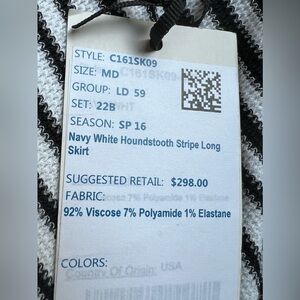 STYLE: C161SK09
SIZE: MD
GROUP: LD 59
SET: 22B
SEASON: SP 16
Navy White Houndstooth Stripe Long
Skirt
SUGGESTED RETAIL: $298.00
FABRIC:
92% Viscose 7% Polyamide 1% Elastane
COLORS:
Country Of Origin: USA